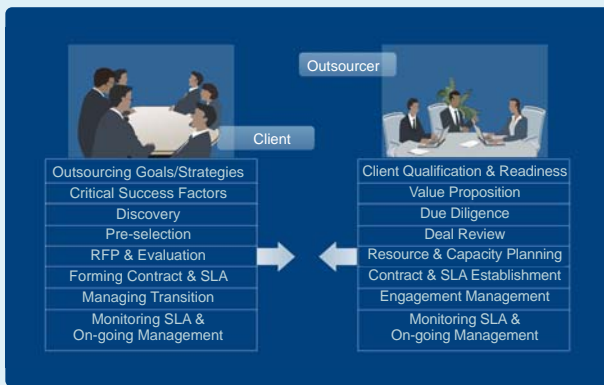 Outsourcer
Client
Outsourcing Goals/Strategies
Critical Success Factors
Discovery
Pre-selection
RFP & Evaluation
Forming Contract & SLA
Managing Transition
Monitoring SLA &
On-going Management
Client Qualification & Readiness
Value Proposition
Due Diligence
Deal Review
Resource & Capacity Planning
Contract & SLA Establishment
Engagement Management
Monitoring SLA &
On-going Management